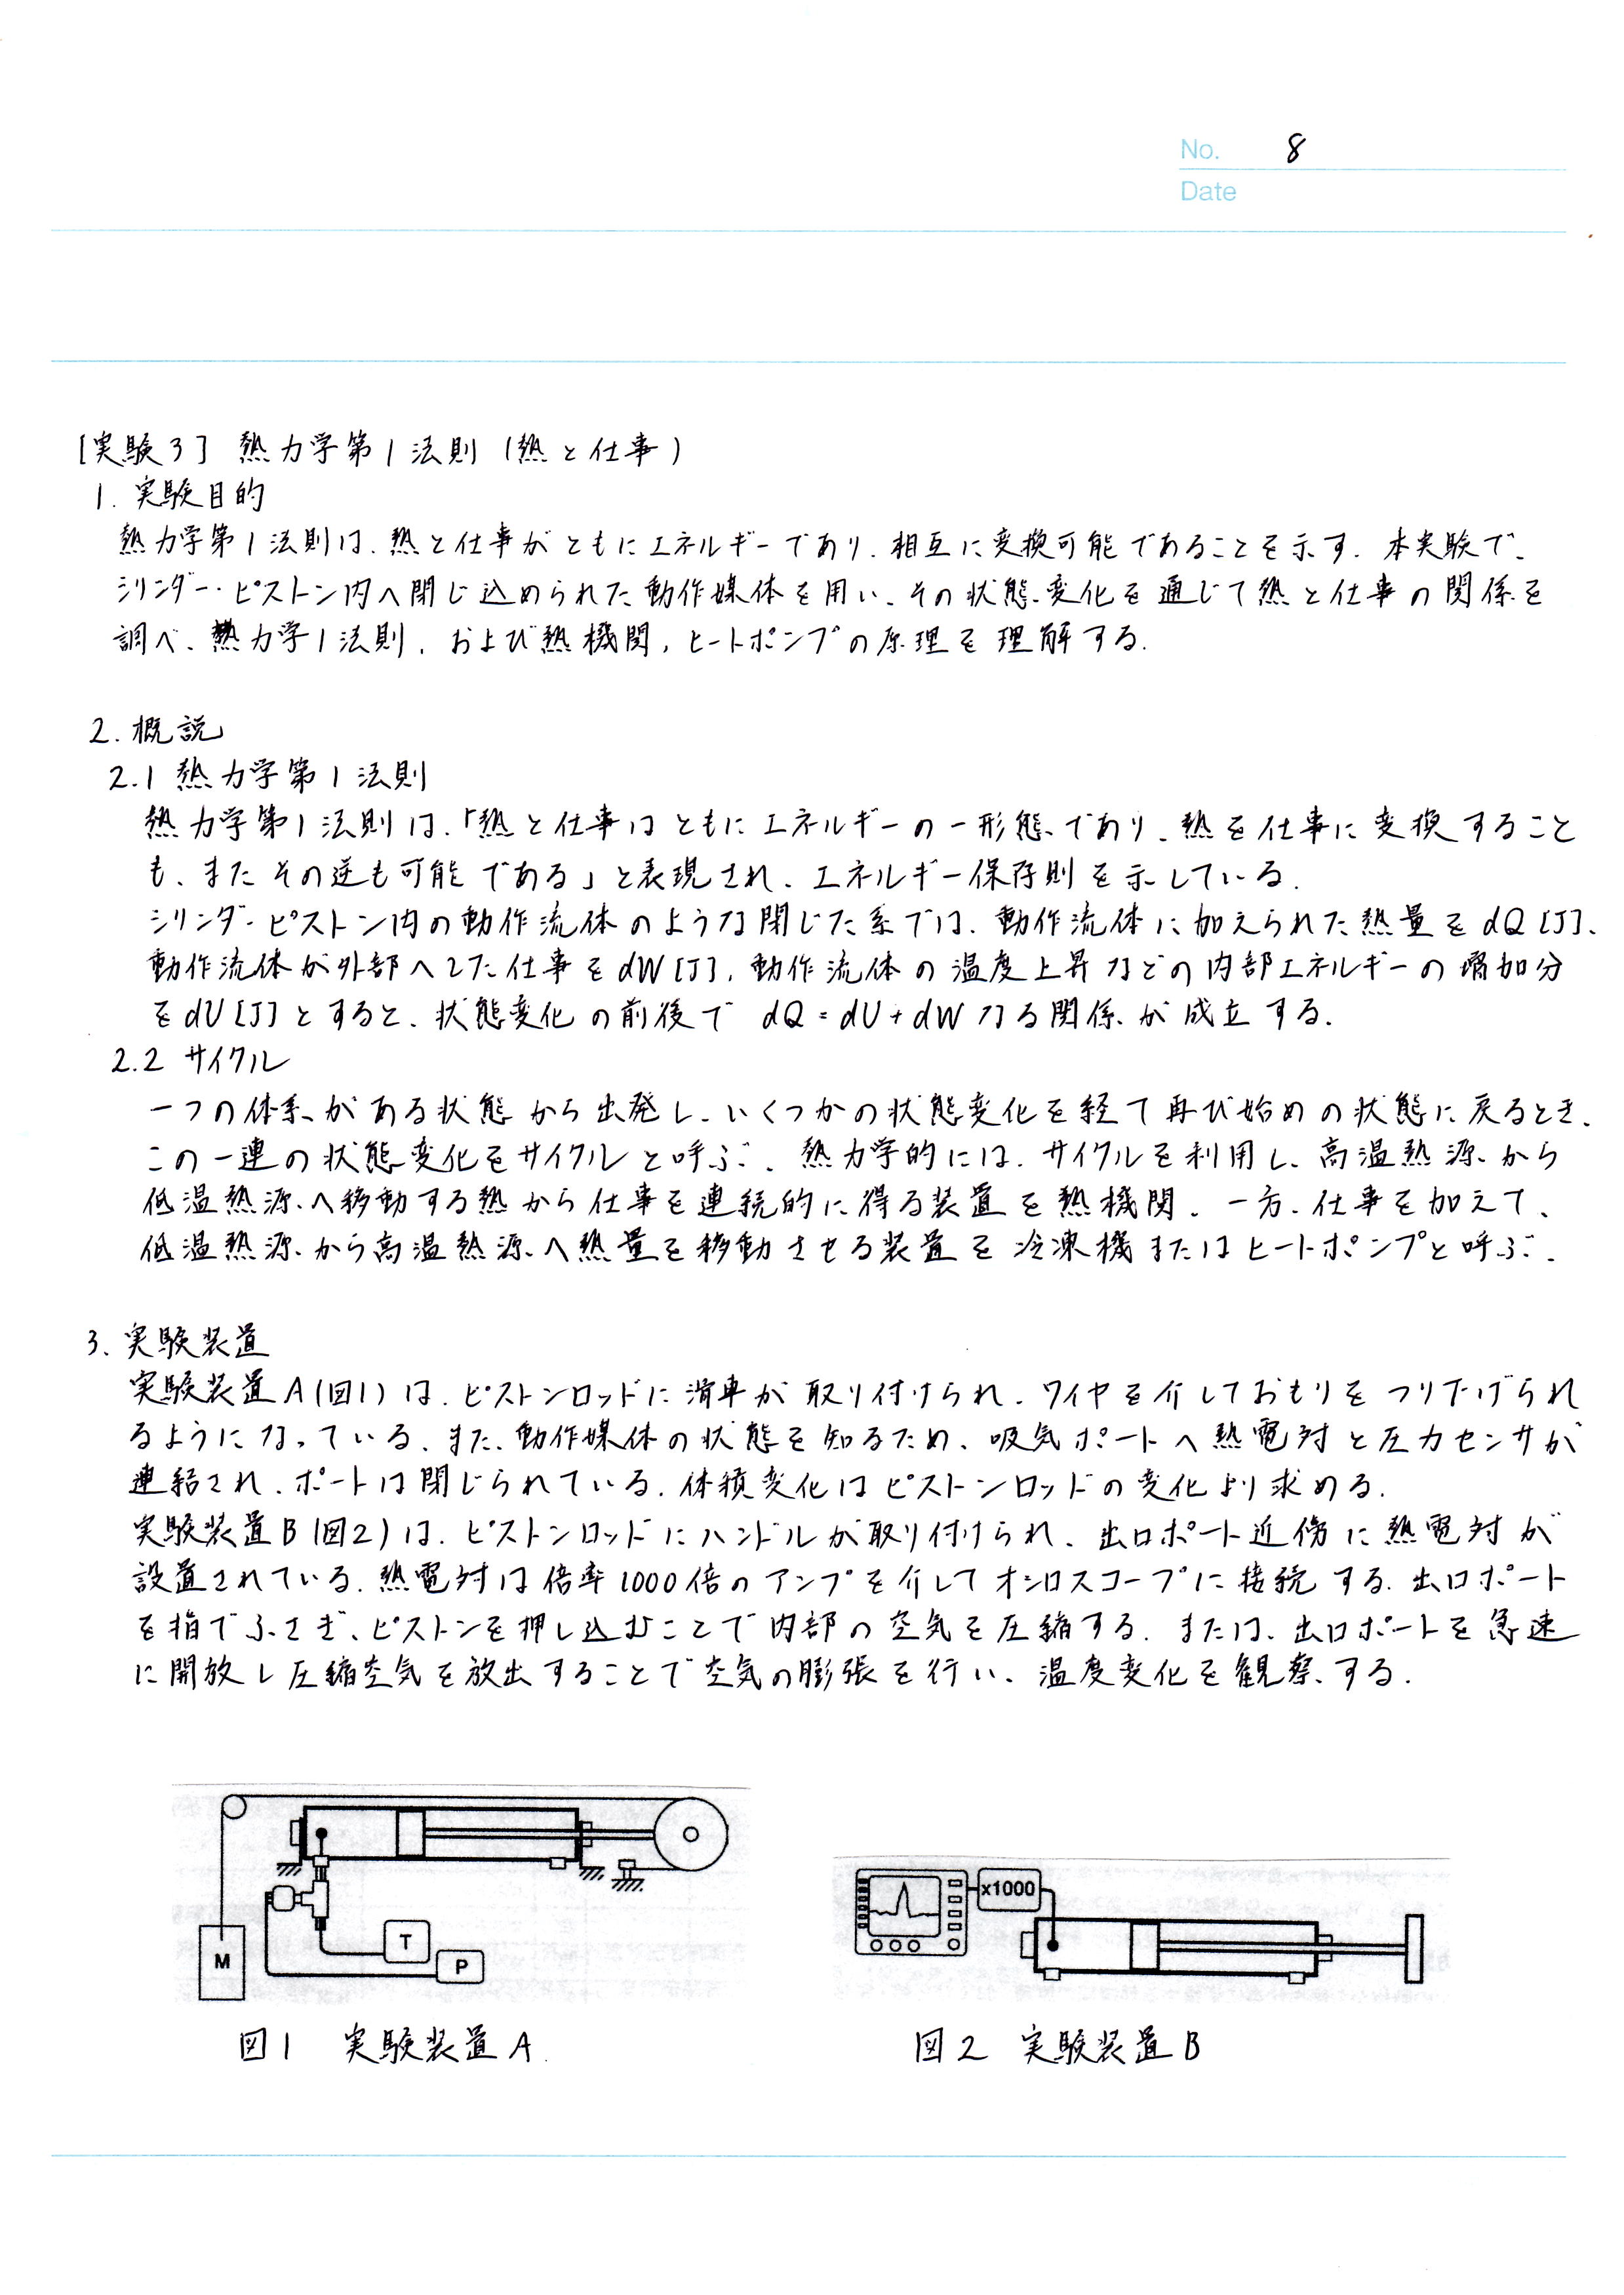 No. 8
Date
[実験3] 熱力学第1法則 (熱と仕事)
1. 実験目的
熱力学第1法則は、熱と仕事がともにエネルギーであり、相互に変換可能であることを示す. 本実験で、
シリンダー・ピストン内へ閉じ込められた動作媒体を用い、その状態変化を通じて熱と仕事の関係を
調べ、熱力学1法則, および熱機関, ヒートポンプの原理を理解する.
2. 概説
2.1 熱力学第1法則
熱力学第1法則は、「熱と仕事はともにエネルギーの一形態であり、熱を仕事に変換すること
も、またその逆も可能である」と表現され、エネルギー保存則を示している.
シリンダーピストン内の動作流体のような閉じた系では、動作流体に加えられた熱量をdQ[J]、
動作流体が外部へした仕事をdW[J], 動作流体の温度上昇などの内部エネルギーの増加分
をdU[J]とすると、状態変化の前後で dQ=dU+dW なる関係が成立する.
2.2 サイクル
一つの体系がある状態から出発し、いくつかの状態変化を経て再び始めの状態に戻るとき、
この一連の状態変化をサイクルと呼ぶ. 熱力学的には、サイクルを利用し、高温熱源から
低温熱源へ移動する熱から仕事を連続的に得る装置を熱機関、一方、仕事を加えて、
低温熱源から高温熱源へ熱量を移動させる装置を冷凍機またはヒートポンプと呼ぶ.
3. 実験装置
実験装置A(図1)は、ピストンロッドに滑車が取り付けられ、ワイヤを介しておもりをつり下げられ
るようになっている. また、動作媒体の状態を知るため、吸気ポートへ熱電対と圧力センサが
連結され、ポートは閉じられている. 体積変化はピストンロッドの変化より求める.
実験装置B(図2)は、ピストンロッドにハンドルが取り付けられ、出口ポート近傍に熱電対が
設置されている. 熱電対は倍率1000倍のアンプを介してオシロスコープに接続する. 出口ポート
を指でふさぎ、ピストンを押し込むことで内部の空気を圧縮する. または、出口ポートを急速
に開放し圧縮空気を放出することで空気の膨張を行い、温度変化を観察する.
M
T
P
x1000
図1 実験装置A
図2 実験装置B